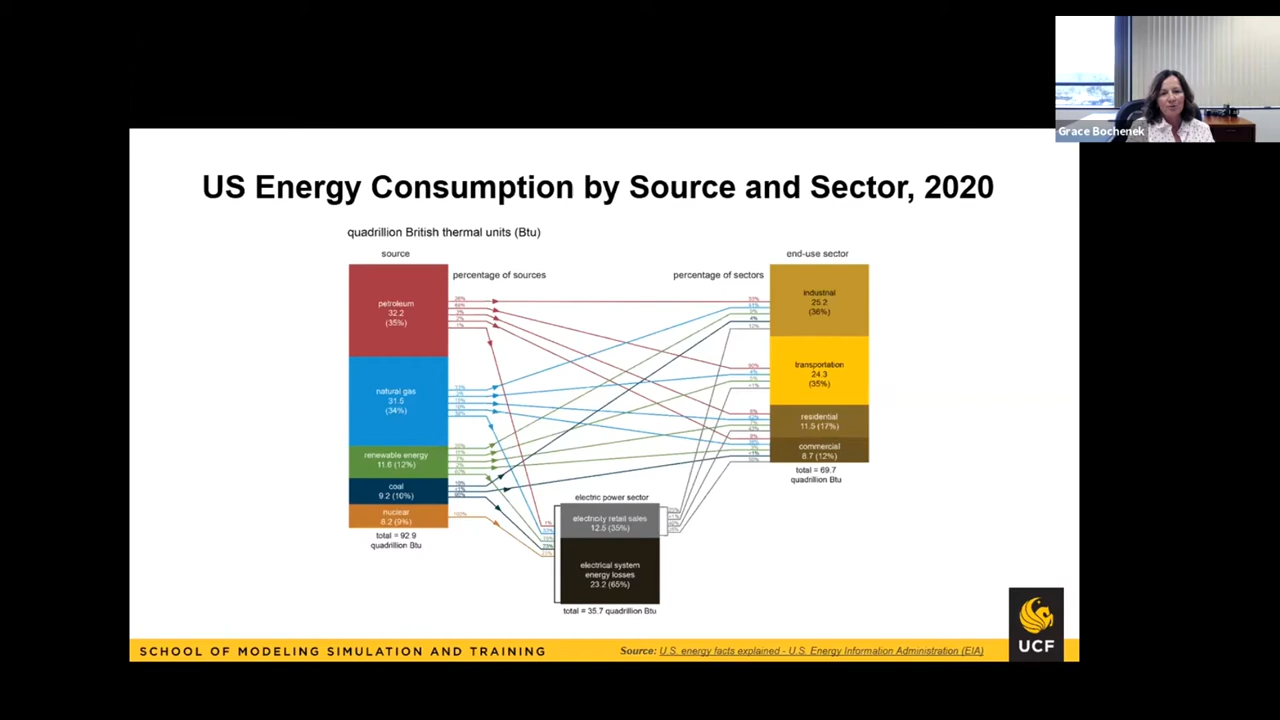 Grace Bochenek
US Energy Consumption by Source and Sector, 2020
quadrillion British thermal units (Btu)
source
end-use sector
percentage of sources
percentage of sectors
petroleum
32.2
(35%)
natural gas
31.5
(34%)
renewable energy
11.6 (12%)
coal
9.2 (10%)
nuclear
8.2 (9%)
total = 92.9
quadrillion Btu
industrial
25.2
(36%)
transportation
24.3
(35%)
residential
11.5 (17%)
commercial
8.7 (12%)
total = 69.7
quadrillion Btu
electric power sector
electricity retail sales
12.5 (35%)
electrical system
energy losses
23.2 (65%)
total = 35.7 quadrillion Btu
SCHOOL OF MODELING SIMULATION AND TRAINING
Source: U.S. energy facts explained - U.S. Energy Information Administration (EIA)
UCF